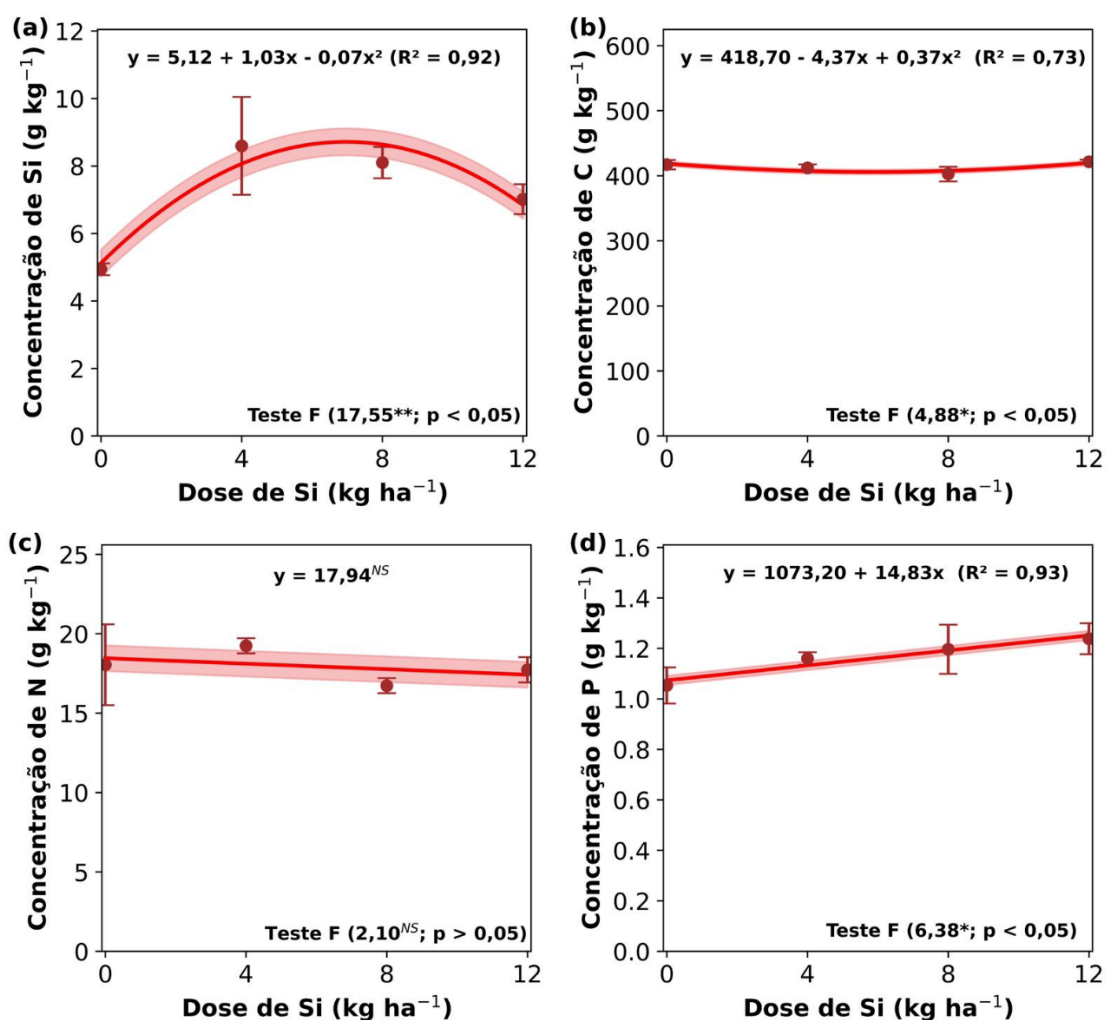 (a)
y = 5,12 + 1,03x - 0,07x² (R² = 0,92)
Concentração de Si (g kg⁻¹)
12
10
8
6
4
2
0
Teste F (17,55**; p < 0,05)
0 4 8 12
Dose de Si (kg ha⁻¹)
(b)
y = 418,70 - 4,37x + 0,37x² (R² = 0,73)
Concentração de C (g kg⁻¹)
600
500
400
300
200
100
0
Teste F (4,88*; p < 0,05)
0 4 8 12
Dose de Si (kg ha⁻¹)
(c)
y = 17,94ᴺˢ
Concentração de N (g kg⁻¹)
25
20
15
10
5
0
Teste F (2,10ᴺˢ; p > 0,05)
0 4 8 12
Dose de Si (kg ha⁻¹)
(d)
y = 1073,20 + 14,83x (R² = 0,93)
Concentração de P (g kg⁻¹)
1.6
1.4
1.2
1.0
0.8
0.6
0.4
0.2
0.0
Teste F (6,38*; p < 0,05)
0 4 8 12
Dose de Si (kg ha⁻¹)